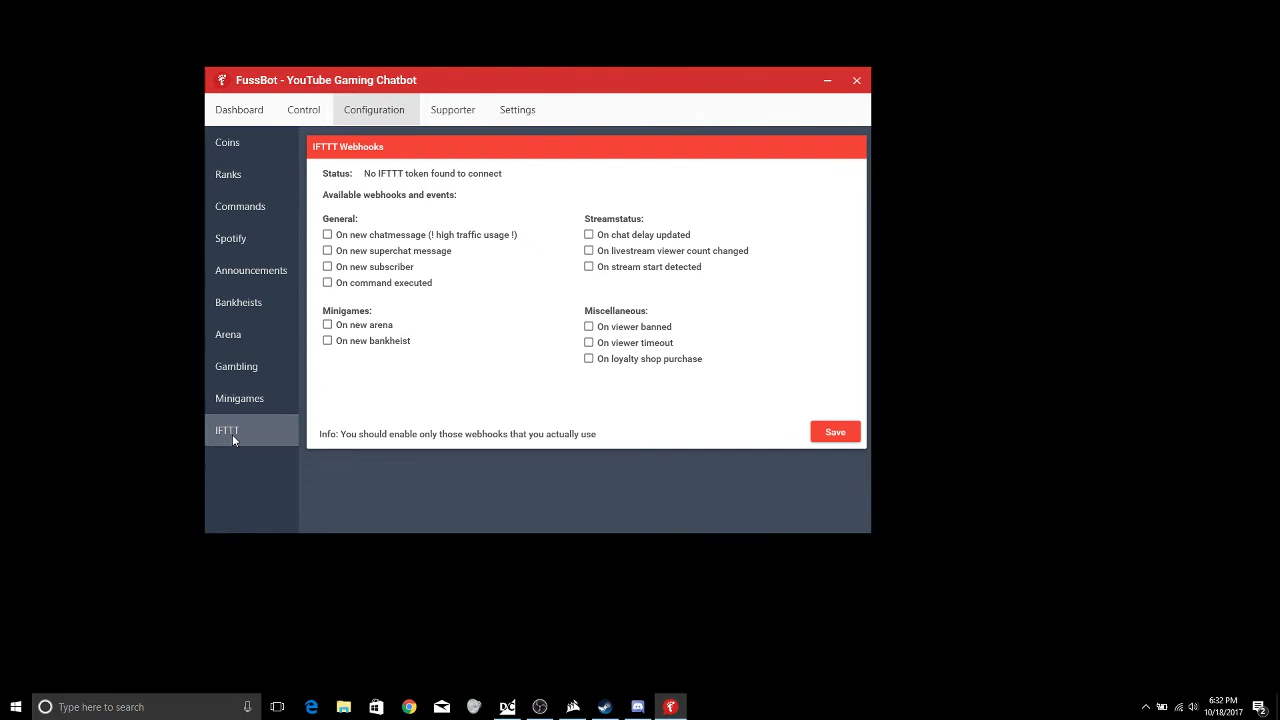 FussBot - YouTube Gaming Chatbot
Dashboard Control Configuration Supporter Settings
Coins
Ranks
Commands
Spotify
Announcements
Bankheists
Arena
Gambling
Minigames
IFTTT
IFTTT Webhooks
Status: No IFTTT token found to connect
Available webhooks and events:
General:
On new chatmessage (! high traffic usage !)
On new superchat message
On new subscriber
On command executed
Minigames:
On new arena
On new bankheist
Streamstatus:
On chat delay updated
On livestream viewer count changed
On stream start detected
Miscellaneous:
On viewer banned
On viewer timeout
On loyalty shop purchase
Info: You should enable only those webhooks that you actually use
Save
Type here to search
DC
6:32 PM
10/18/2017